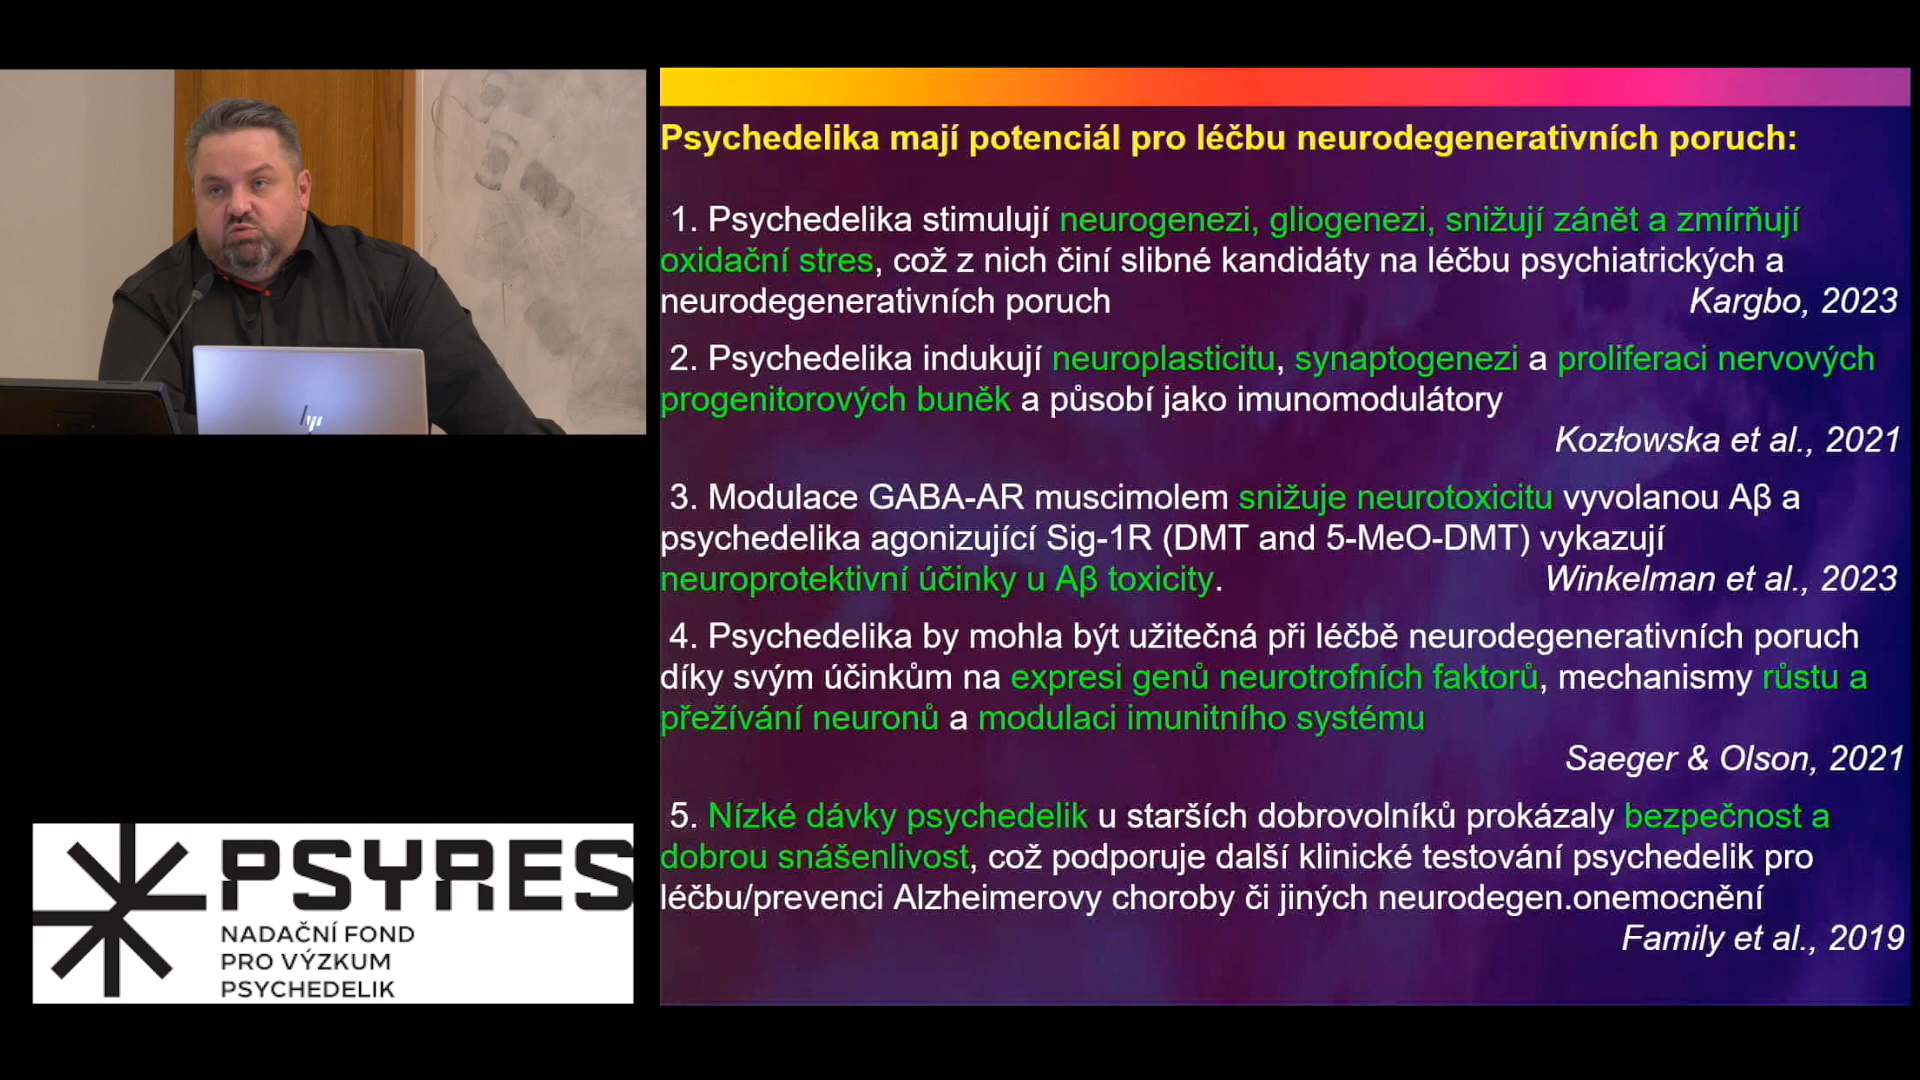 Psychedelika mají potenciál pro léčbu neurodegenerativních poruch:
1. Psychedelika stimulují neurogenezi, gliogenezi, snižují zánět a zmírňují
oxidační stres, což z nich činí slibné kandidáty na léčbu psychiatrických a
neurodegenerativních poruch Kargbo, 2023
2. Psychedelika indukují neuroplasticitu, synaptogenezi a proliferaci nervových
progenitorových buněk a působí jako imunomodulátory
Kozłowska et al., 2021
3. Modulace GABA-AR muscimolem snižuje neurotoxicitu vyvolanou Aβ a
psychedelika agonizující Sig-1R (DMT and 5-MeO-DMT) vykazují
neuroprotektivní účinky u Aβ toxicity. Winkelman et al., 2023
4. Psychedelika by mohla být užitečná při léčbě neurodegenerativních poruch
díky svým účinkům na expresi genů neurotrofních faktorů, mechanismy růstu a
přežívání neuronů a modulaci imunitního systému
Saeger & Olson, 2021
5. Nízké dávky psychedelik u starších dobrovolníků prokázaly bezpečnost a
dobrou snášenlivost, což podporuje další klinické testování psychedelik pro
léčbu/prevenci Alzheimerovy choroby či jiných neurodegen.onemocnění
Family et al., 2019
hp
PSYRES
NADAČNÍ FOND
PRO VÝZKUM
PSYCHEDELIK